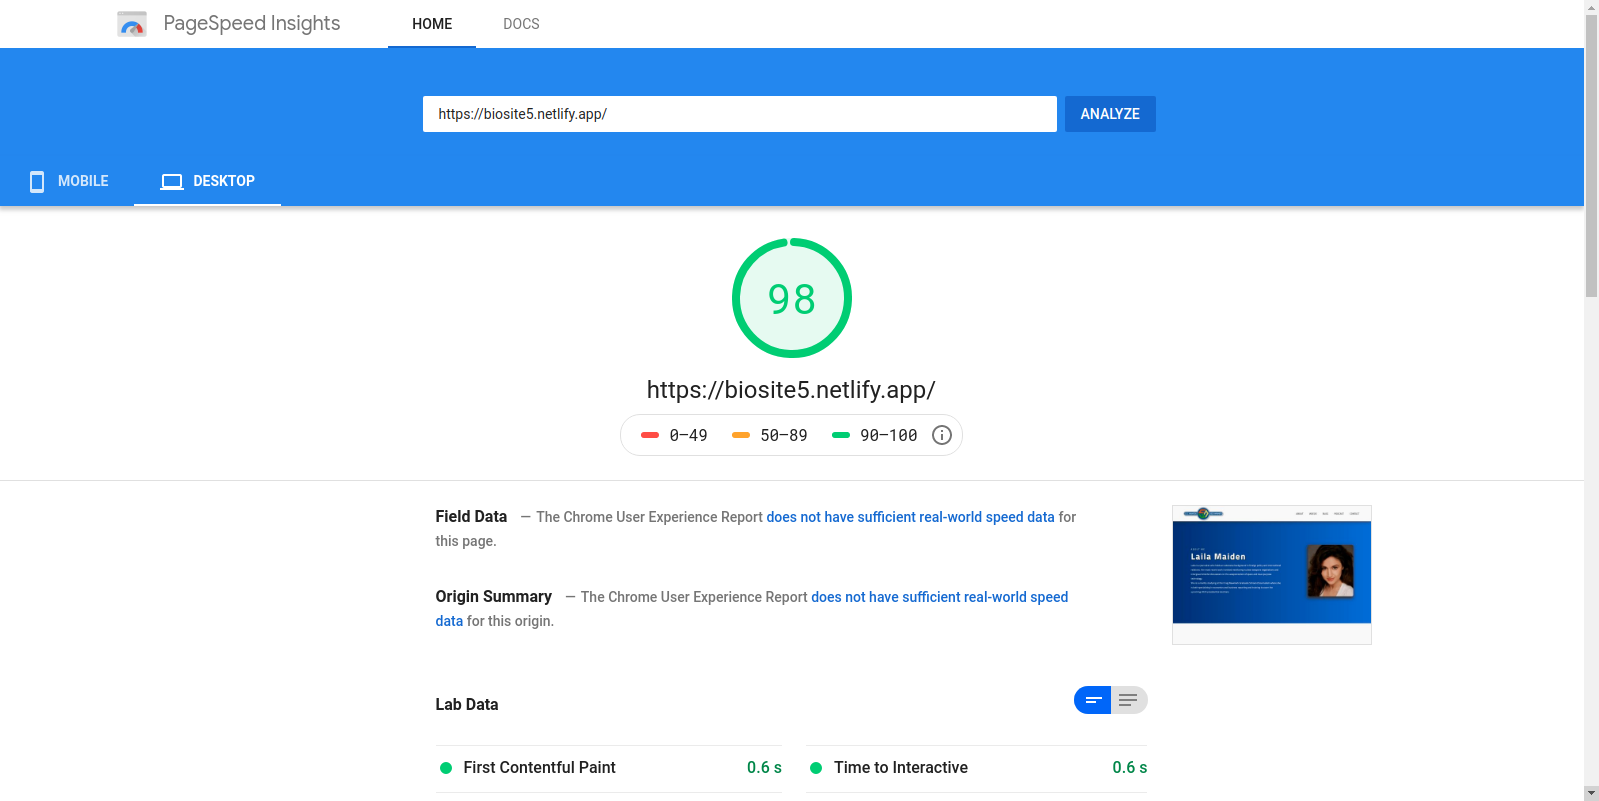 PageSpeed Insights
HOME
DOCS
https://biosite5.netlify.app/
ANALYZE
MOBILE
DESKTOP
98
https://biosite5.netlify.app/
0–49
50–89
90–100
Field Data — The Chrome User Experience Report does not have sufficient real-world speed data for
this page.
Laila Maiden
Origin Summary — The Chrome User Experience Report does not have sufficient real-world speed
data for this origin.
Lab Data
First Contentful Paint 0.6 s
Time to Interactive 0.6 s